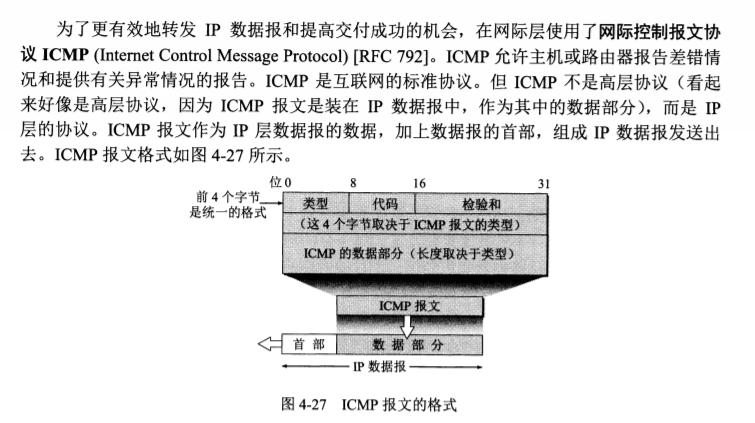 为了更有效地转发 IP 数据报和提高交付成功的机会，在网际层使用了网际控制报文协
议 ICMP (Internet Control Message Protocol) [RFC 792]。ICMP 允许主机或路由器报告差错情
况和提供有关异常情况的报告。ICMP 是互联网的标准协议。但 ICMP 不是高层协议（看起
来好像是高层协议，因为 ICMP 报文是装在 IP 数据报中，作为其中的数据部分），而是 IP
层的协议。ICMP 报文作为 IP 层数据报的数据，加上数据报的首部，组成 IP 数据报发送出
去。ICMP 报文格式如图 4-27 所示。
位 0 8 16 31
前 4 个字节
是统一的格式
类型 代码 检验和
（这 4 个字节取决于 ICMP 报文的类型）
ICMP 的数据部分（长度取决于类型）
ICMP 报文
首 部 数 据 部 分
IP 数据报
图 4-27 ICMP 报文的格式